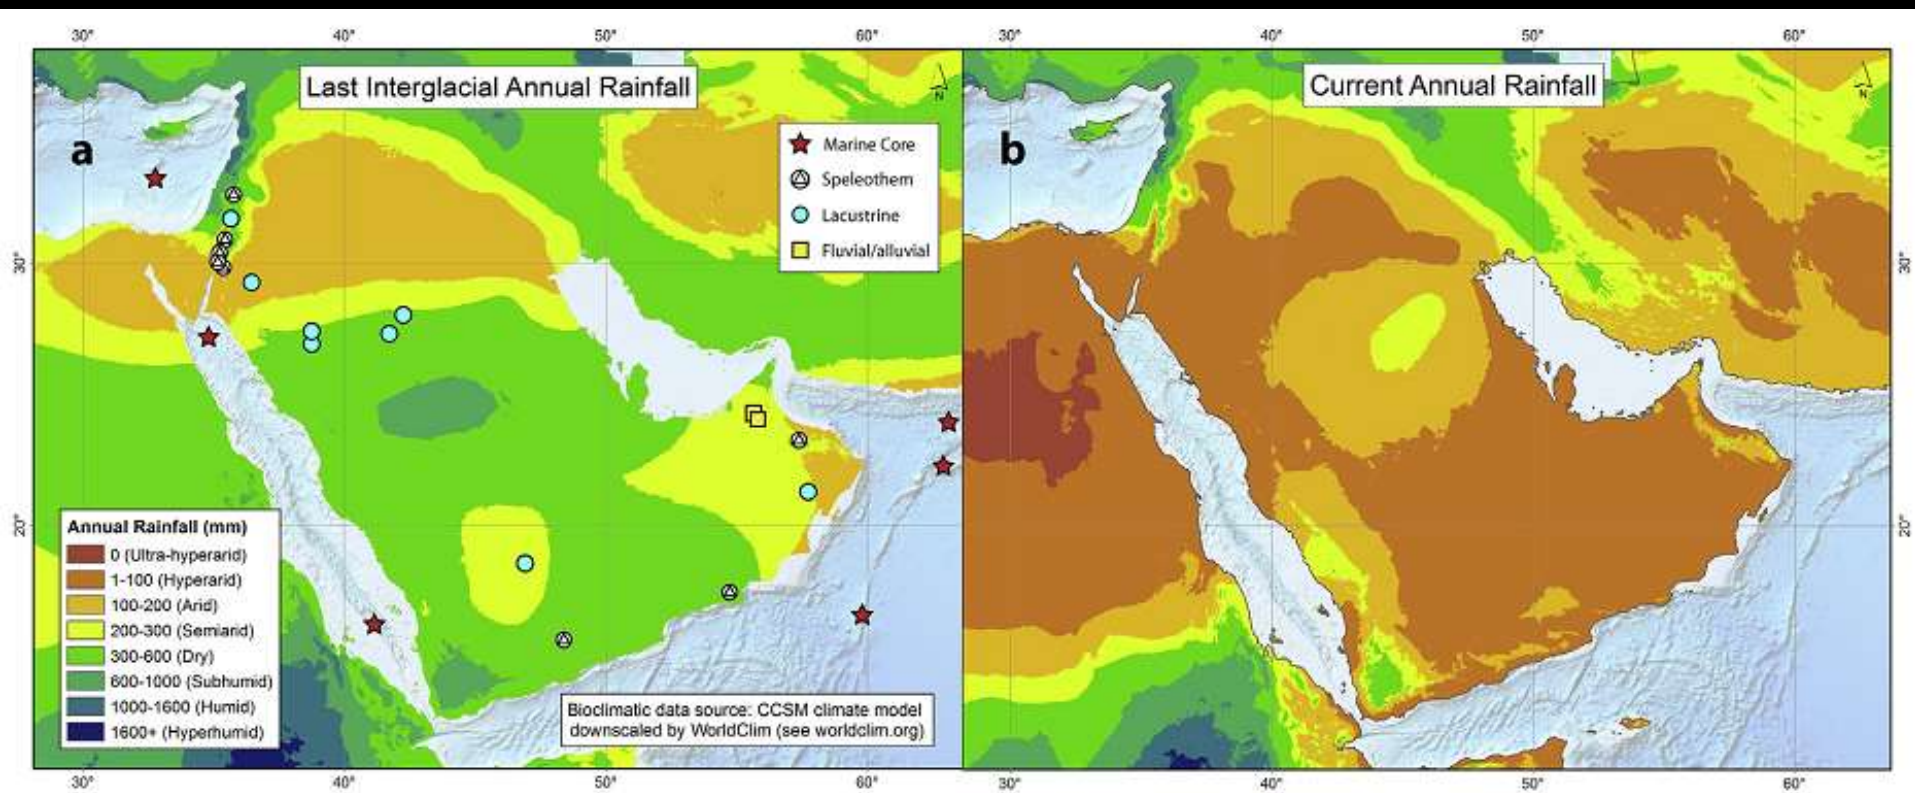 30° 40° 50° 60° 30° 40° 50° 60°
Last Interglacial Annual Rainfall
Current Annual Rainfall
N
N
a
b
Marine Core
Speleothem
Lacustrine
Fluvial/alluvial
30°
30°
20°
20°
Annual Rainfall (mm)
0 (Ultra-hyperarid)
1-100 (Hyperarid)
100-200 (Arid)
200-300 (Semiarid)
300-600 (Dry)
600-1000 (Subhumid)
1000-1600 (Humid)
1600+ (Hyperhumid)
Bioclimatic data source: CCSM climate model
downscaled by WorldClim (see worldclim.org)
30° 40° 50° 60° 30° 40° 50° 60°